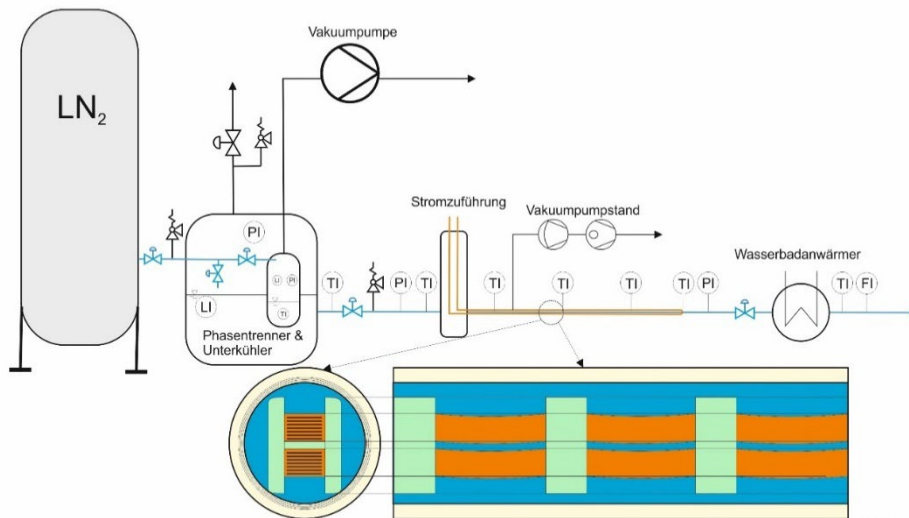 Vakuumpumpe
LN2
Stromzuführung
Vakuumpumpstand
Wasserbadanwärmer
PI
LI
PI
TI
LI
TI
PI
TI
TI
TI
TI
TI
PI
TI
FI
Phasentrenner &
Unterkühler